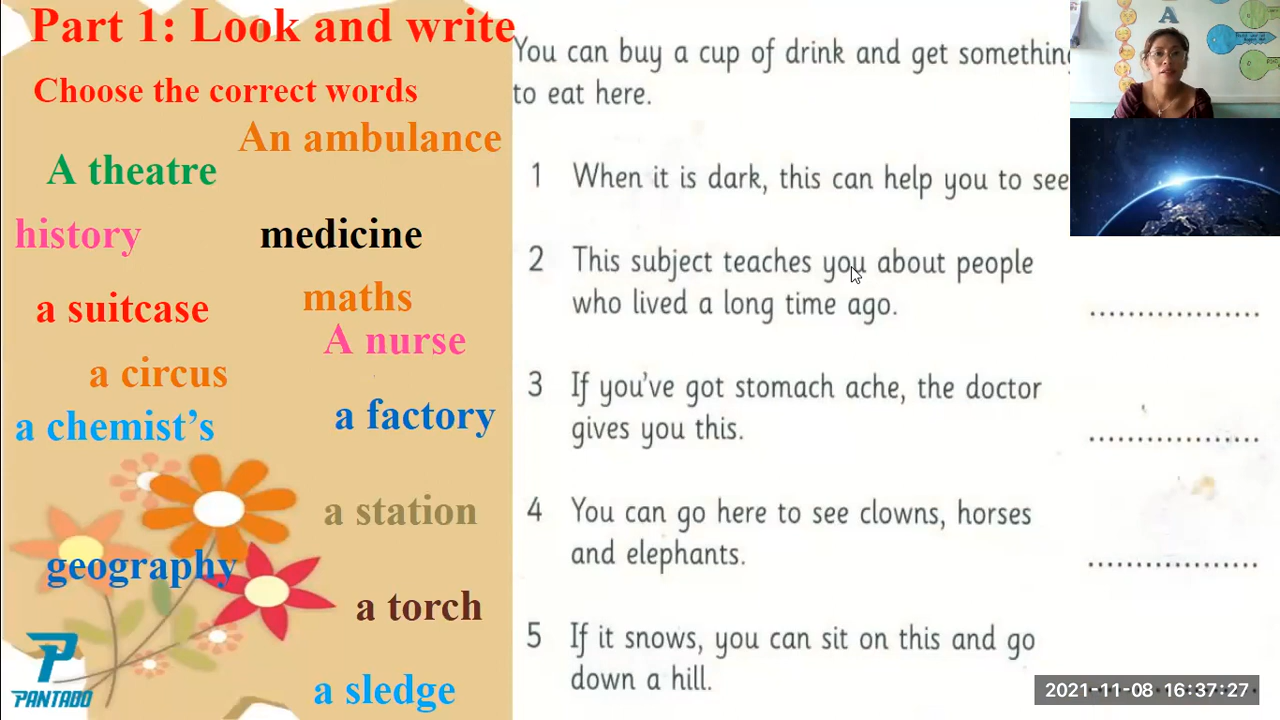 Part 1: Look and write
Choose the correct words
An ambulance
A theatre
history
medicine
a suitcase
maths
A nurse
a circus
a chemist's
a factory
a station
geography
a torch
a sledge
PANTADO
You can buy a cup of drink and get something
to eat here.
1 When it is dark, this can help you to see
2 This subject teaches you about people
who lived a long time ago. ..................
3 If you've got stomach ache, the doctor
gives you this. ..................
4 You can go here to see clowns, horses
and elephants. ..................
5 If it snows, you can sit on this and go
down a hill.
A
2021-11-08 16:37:27